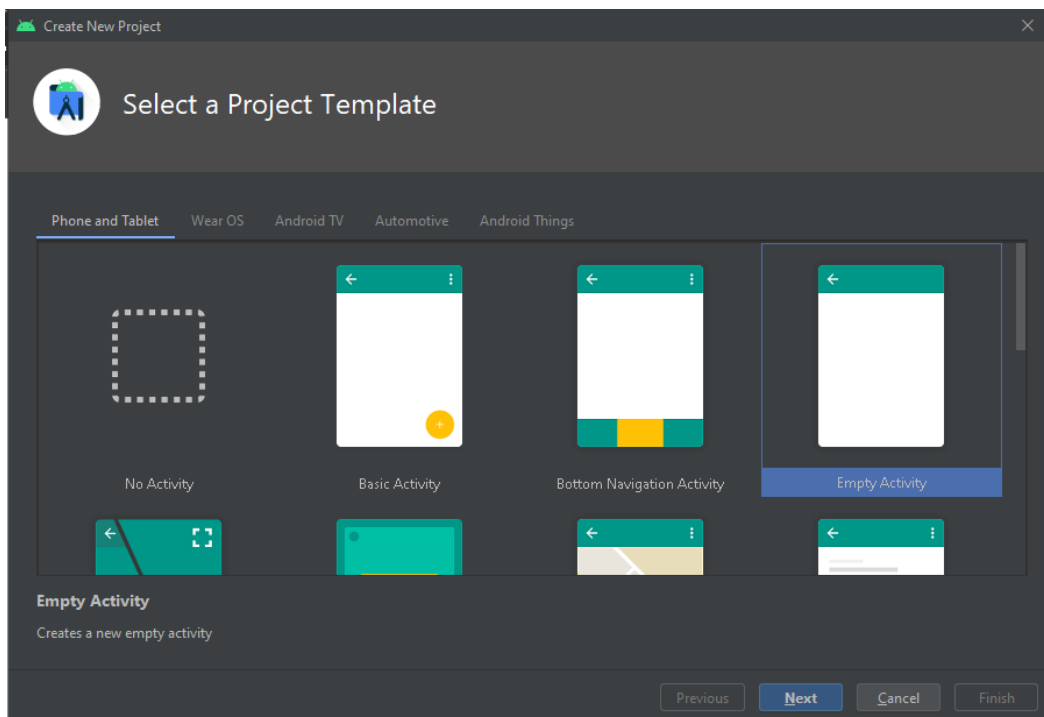 Create New Project
Select a Project Template
Phone and Tablet Wear OS Android TV Automotive Android Things
No Activity Basic Activity Bottom Navigation Activity Empty Activity
Empty Activity
Creates a new empty activity
Previous Next Cancel Finish